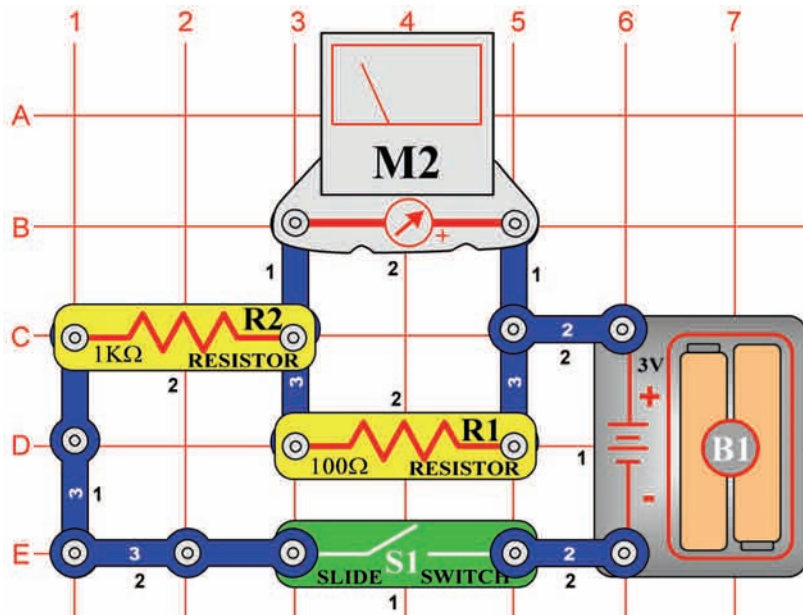 1 2 3 4 5 6 7
A
M2
B
+
1 2 1
R2
C
2
1KΩ RESISTOR
3V
2 2 +
3 2 3
R1
D
100Ω RESISTOR
1 B1
3 1
-
E 3 S1 2
SLIDE SWITCH
2 1 2